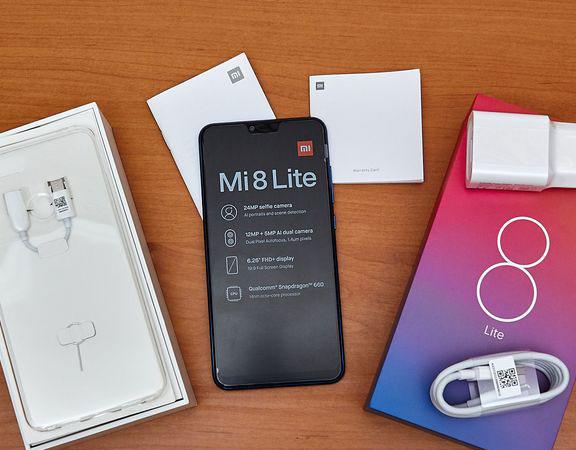 mi
mi
Warranty Card
mi
Mi 8 Lite
24MP selfie camera
AI portraits and scene detection
12MP + 5MP AI dual camera
Dual Pixel Autofocus, 1.4μm pixels
6.26" FHD+ display
19:9 Full Screen Display
CPU
Qualcomm® Snapdragon™ 660
14nm octa-core processor
8
Lite